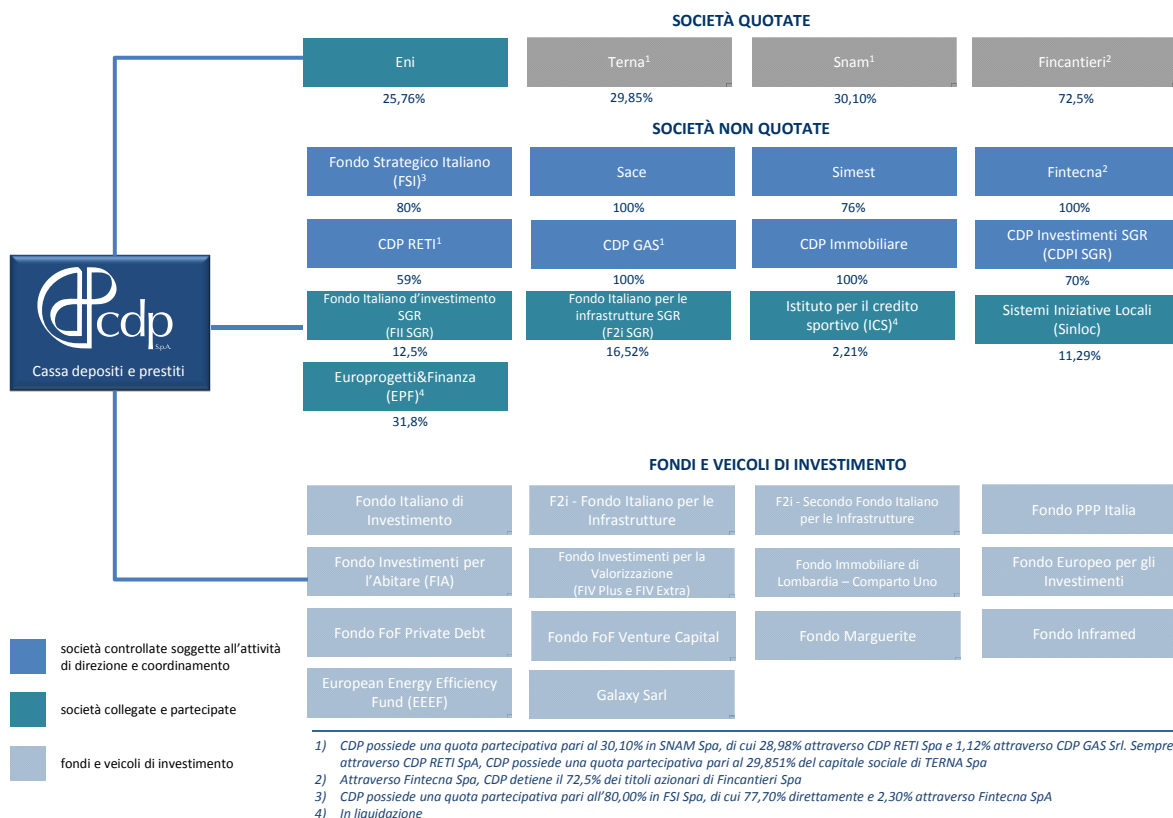 SOCIETÀ QUOTATE
Eni
Terna¹
Snam¹
Fincantieri²
25,76%
29,85%
30,10%
72,5%
SOCIETÀ NON QUOTATE
Fondo Strategico Italiano
(FSI)³
Sace
Simest
Fintecna²
80%
100%
76%
100%
CDP RETI¹
CDP GAS¹
CDP Immobiliare
CDP Investimenti SGR
(CDPI SGR)
59%
100%
100%
70%
Fondo Italiano d'investimento
SGR
(FII SGR)
Fondo Italiano per le
infrastrutture SGR
(F2i SGR)
Istituto per il credito
sportivo (ICS)⁴
Sistemi Iniziative Locali
(Sinloc)
12,5%
16,52%
2,21%
11,29%
Europrogetti&Finanza
(EPF)⁴
31,8%
cdp
S.p.A.
Cassa depositi e prestiti
FONDI E VEICOLI DI INVESTIMENTO
Fondo Italiano di
Investimento
F2i - Fondo Italiano per le
Infrastrutture
F2i - Secondo Fondo Italiano
per le Infrastrutture
Fondo PPP Italia
Fondo Investimenti per
l'Abitare (FIA)
Fondo Investimenti per la
Valorizzazione
(FIV Plus e FIV Extra)
Fondo Immobiliare di
Lombardia – Comparto Uno
Fondo Europeo per gli
Investimenti
Fondo FoF Private Debt
Fondo FoF Venture Capital
Fondo Marguerite
Fondo Inframed
European Energy Efficiency
Fund (EEEF)
Galaxy Sarl
società controllate soggette all'attività
di direzione e coordinamento
società collegate e partecipate
fondi e veicoli di investimento
1) CDP possiede una quota partecipativa pari al 30,10% in SNAM Spa, di cui 28,98% attraverso CDP RETI Spa e 1,12% attraverso CDP GAS Srl. Sempre
attraverso CDP RETI SpA, CDP possiede una quota partecipativa pari al 29,851% del capitale sociale di TERNA Spa
2) Attraverso Fintecna Spa, CDP detiene il 72,5% dei titoli azionari di Fincantieri Spa
3) CDP possiede una quota partecipativa pari all'80,00% in FSI Spa, di cui 77,70% direttamente e 2,30% attraverso Fintecna SpA
4) In liquidazione